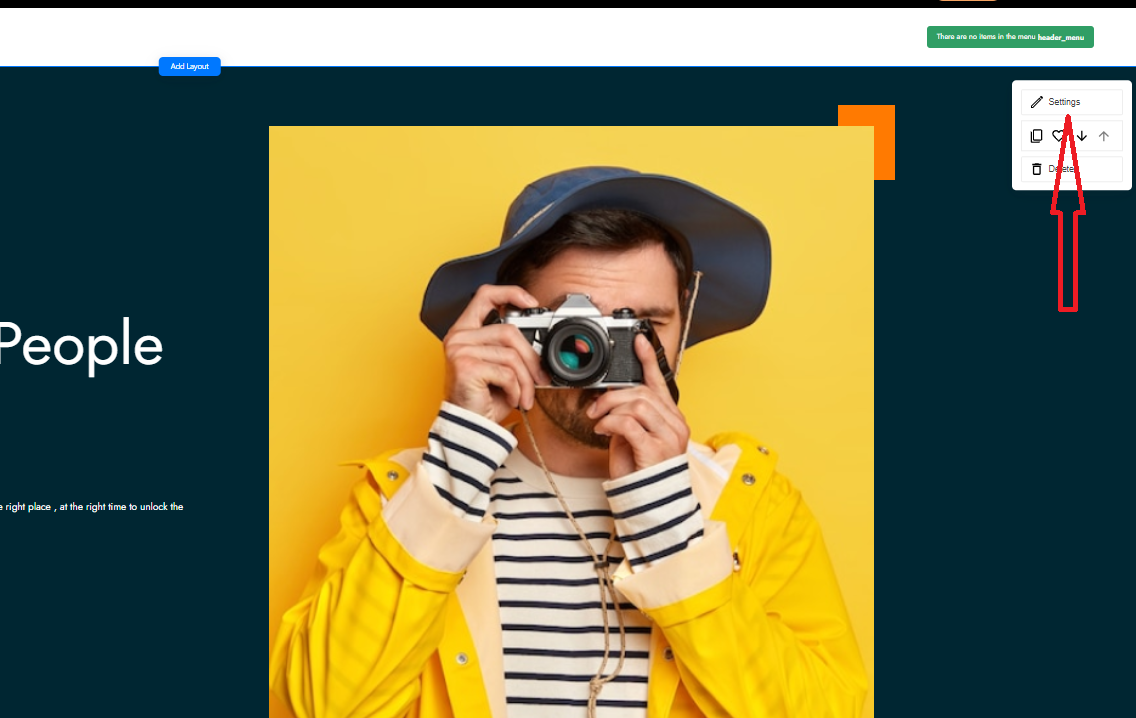 There are no items in the menu header_menu
Add Layout
Settings
Delete
People
right place , at the right time to unlock the